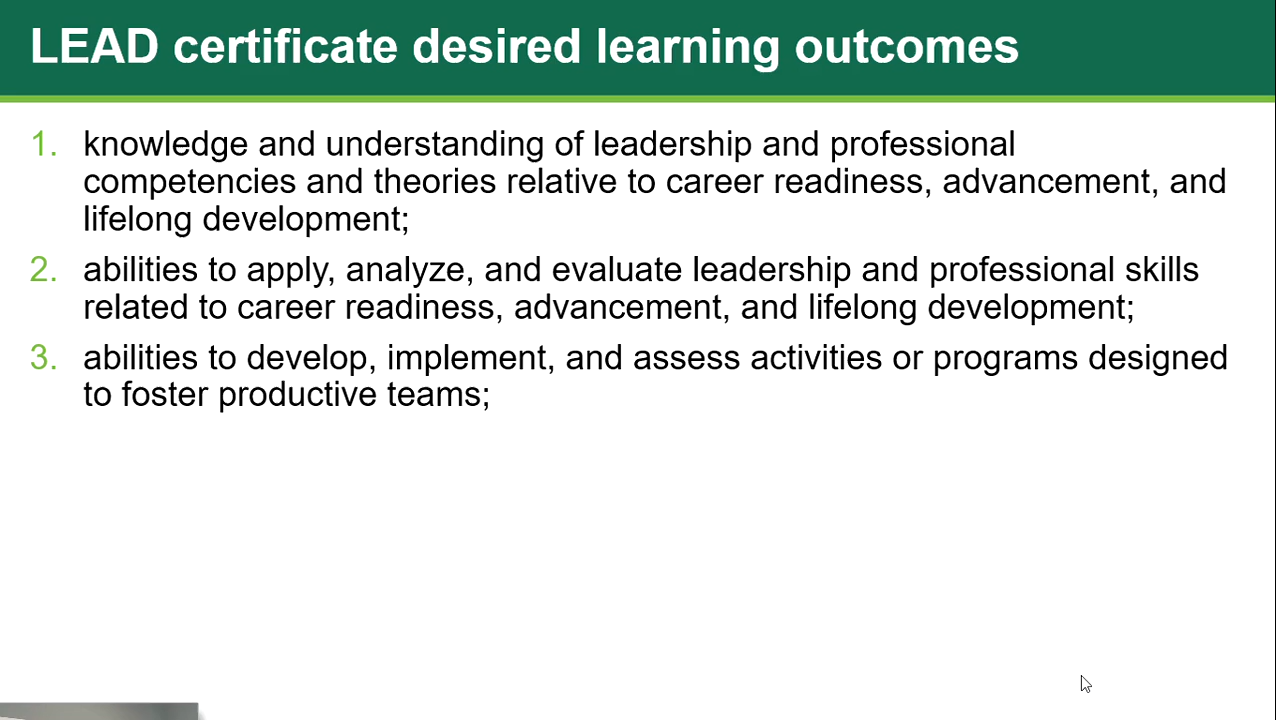 LEAD certificate desired learning outcomes
1. knowledge and understanding of leadership and professional
competencies and theories relative to career readiness, advancement, and
lifelong development;
2. abilities to apply, analyze, and evaluate leadership and professional skills
related to career readiness, advancement, and lifelong development;
3. abilities to develop, implement, and assess activities or programs designed
to foster productive teams;